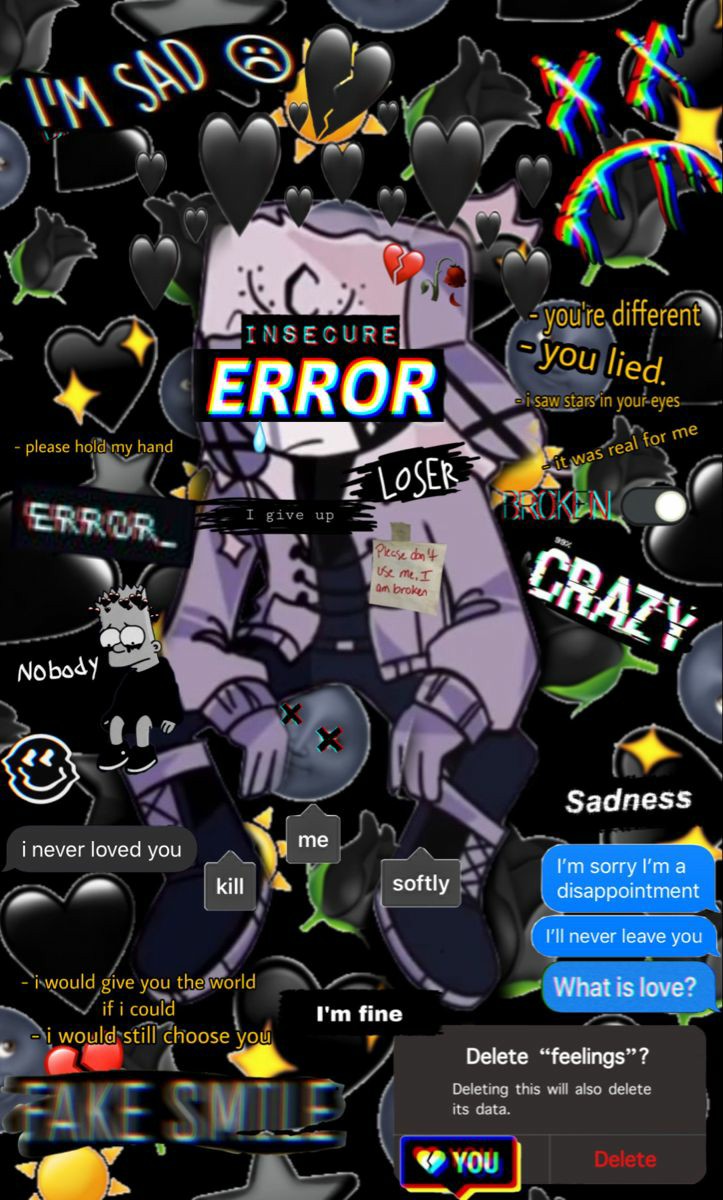 I'M SAD
INSECURE
ERROR
- you're different
- you lied.
- i saw stars in your eyes
- it was real for me
- please hold my hand
LOSER
ERROR_
I give up
BROKEN
Please don't
use me, I
am broken
CRAZY
Nobody
Sadness
i never loved you
me
kill
softly
I'm sorry I'm a
disappointment
I'll never leave you
What is love?
- i would give you the world
if i could
- i would still choose you
I'm fine
Delete “feelings”?
Deleting this will also delete
its data.
FAKE SMILE
YOU
Delete